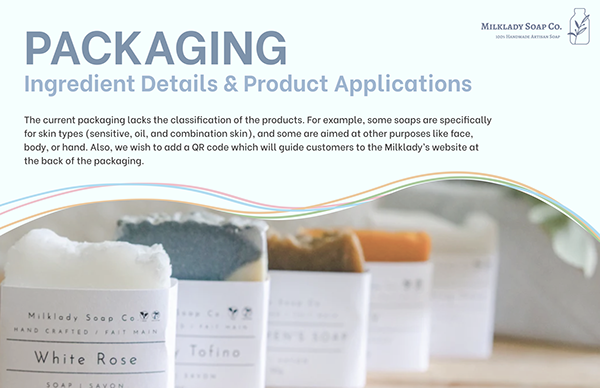 PACKAGING
Ingredient Details & Product Applications
MILKLADY SOAP CO.
100% HANDMADE ARTISAN SOAP
The current packaging lacks the classification of the products. For example, some soaps are specifically
for skin types (sensitive, oil, and combination skin), and some are aimed at other purposes like face,
body, or hand. Also, we wish to add a QR code which will guide customers to the Milklady's website at
the back of the packaging.
Milklady Soap Co
HAND CRAFTED / FAIT MAIN
White Rose
SOAP | SAVON
Soap Co
/ FAIT MAIN
Tofino
SAVON
EN'S SOAP